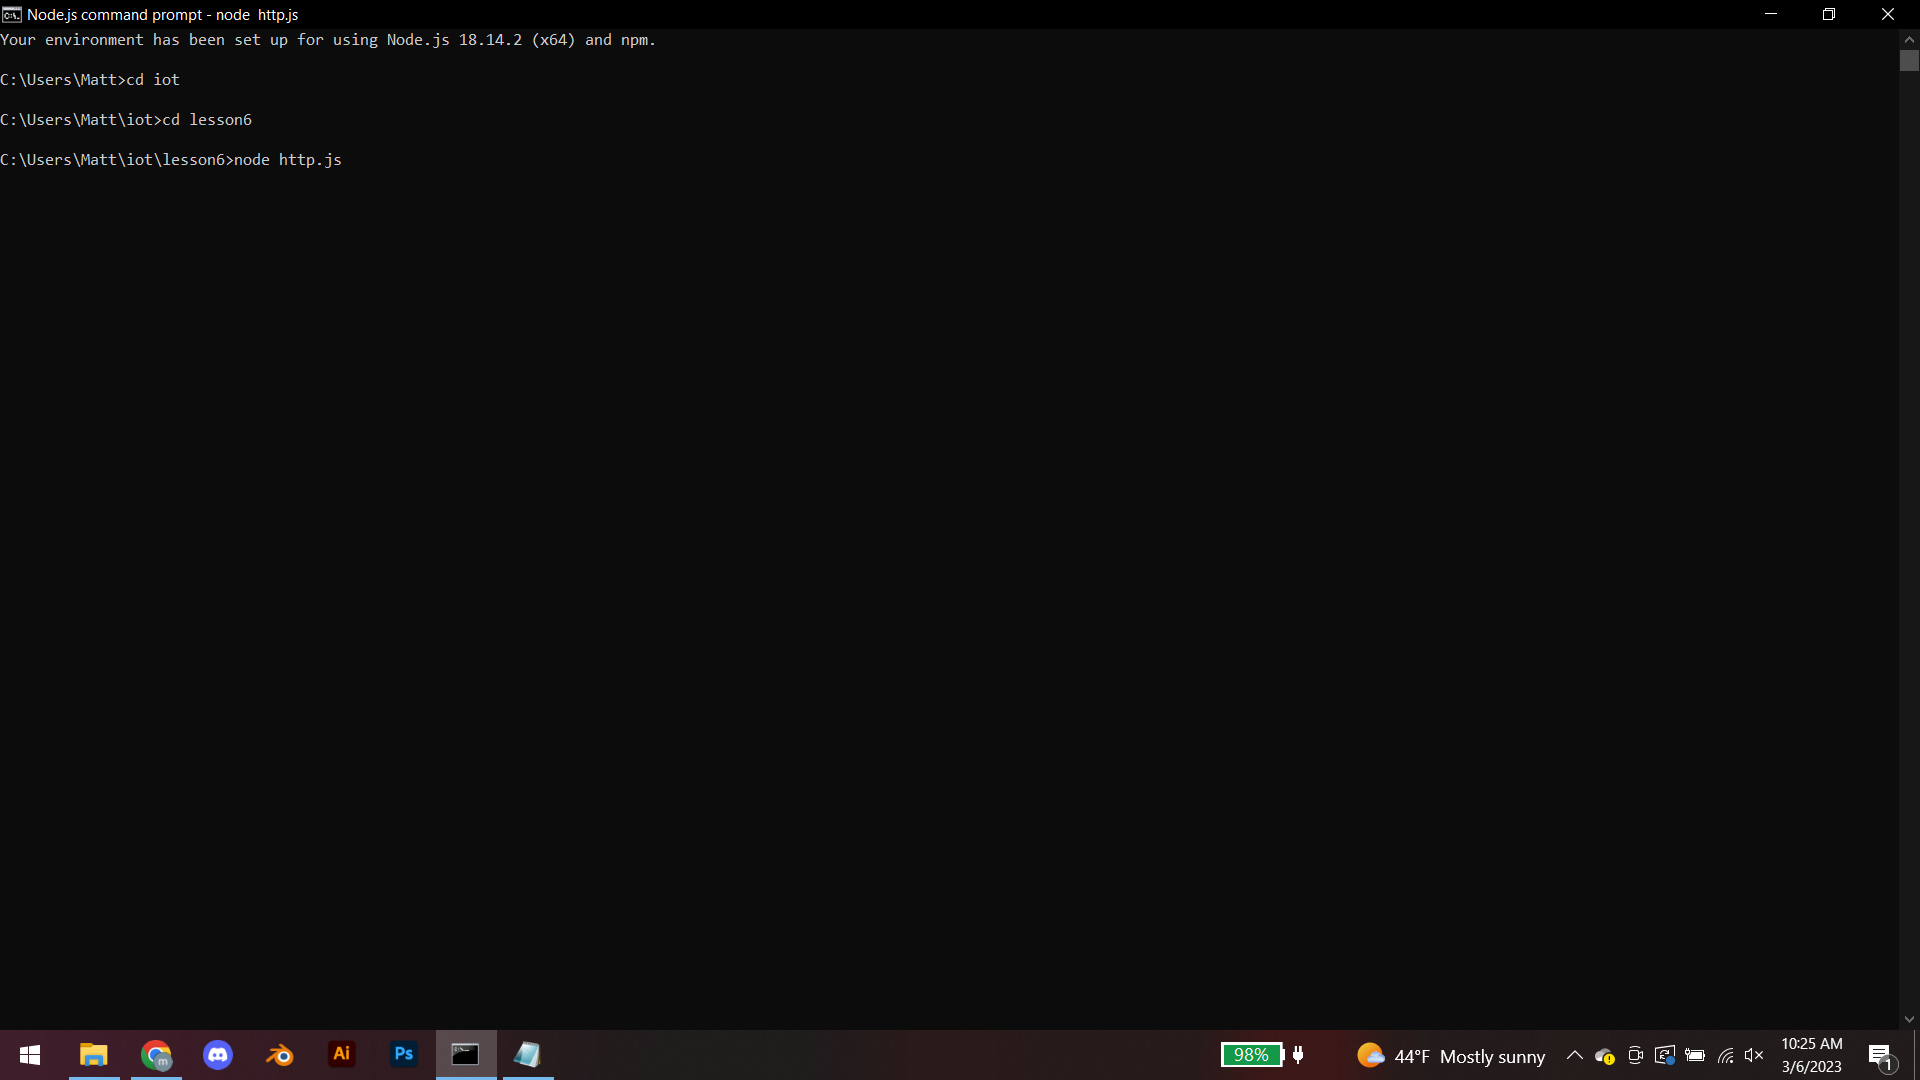 Node.js command prompt - node  http.js
Your environment has been set up for using Node.js 18.14.2 (x64) and npm.
C:\Users\Matt>cd iot
C:\Users\Matt\iot>cd lesson6
C:\Users\Matt\iot\lesson6>node http.js
m
Ai
Ps
98%
44°F  Mostly sunny
10:25 AM
3/6/2023
1